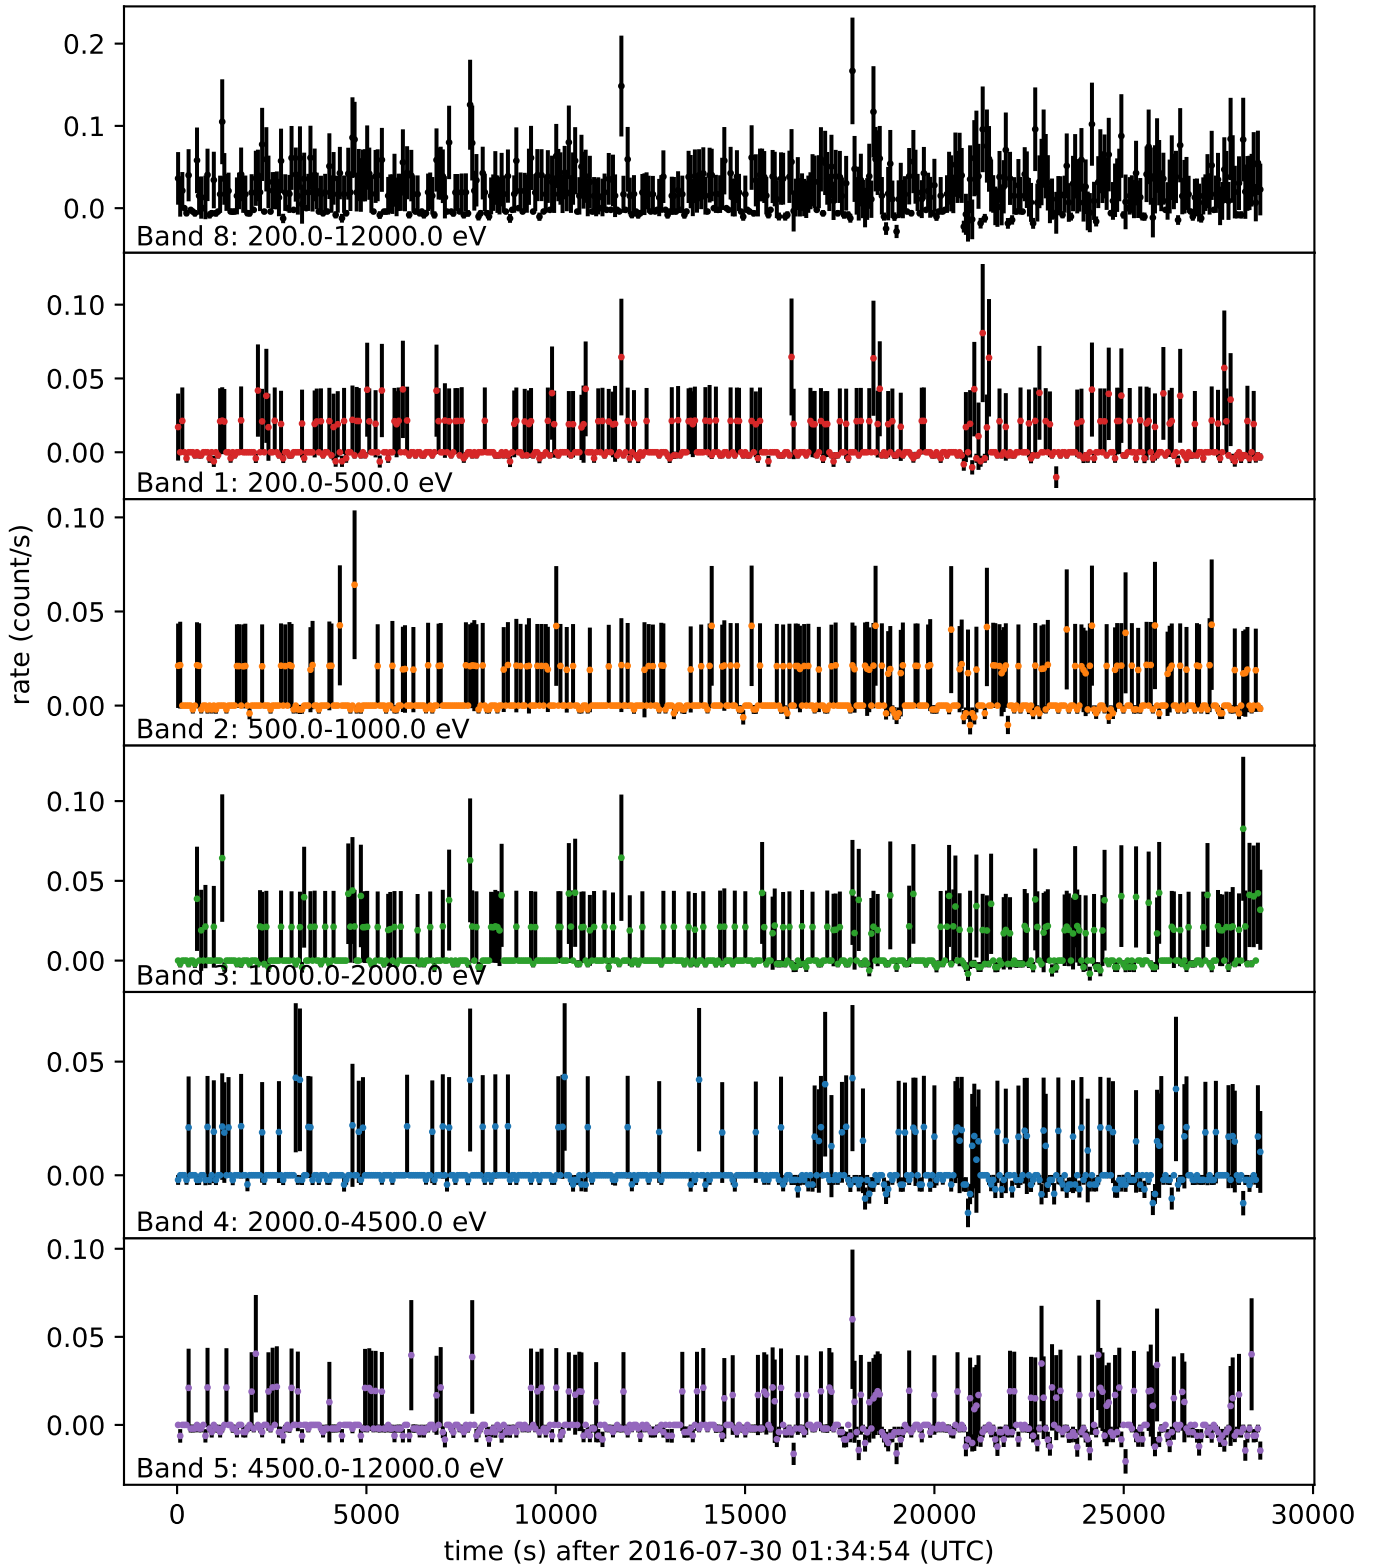 0.2
0.1
0.0
Band 8: 200.0-12000.0 eV
0.10
0.05
0.00
Band 1: 200.0-500.0 eV
0.10
0.05
0.00
Band 2: 500.0-1000.0 eV
rate (count/s)
0.10
0.05
0.00
Band 3: 1000.0-2000.0 eV
0.05
0.00
Band 4: 2000.0-4500.0 eV
0.10
0.05
0.00
Band 5: 4500.0-12000.0 eV
0 5000 10000 15000 20000 25000 30000
time (s) after 2016-07-30 01:34:54 (UTC)